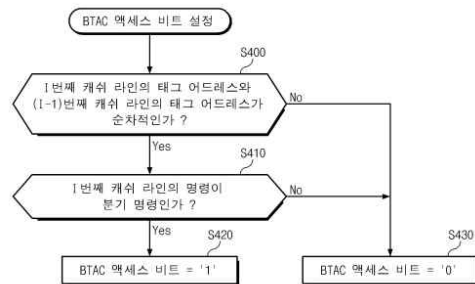 BTAC 액세스 비트 설정
S400
I번째 캐쉬 라인의 태그 어드레스와
(I-1)번째 캐쉬 라인의 태그 어드레스가
순차적인가 ?
No
Yes
S410
I번째 캐쉬 라인의 명령이
분기 명령인가 ?
No
Yes
S420
S430
BTAC 액세스 비트 = '1'
BTAC 액세스 비트 = '0'